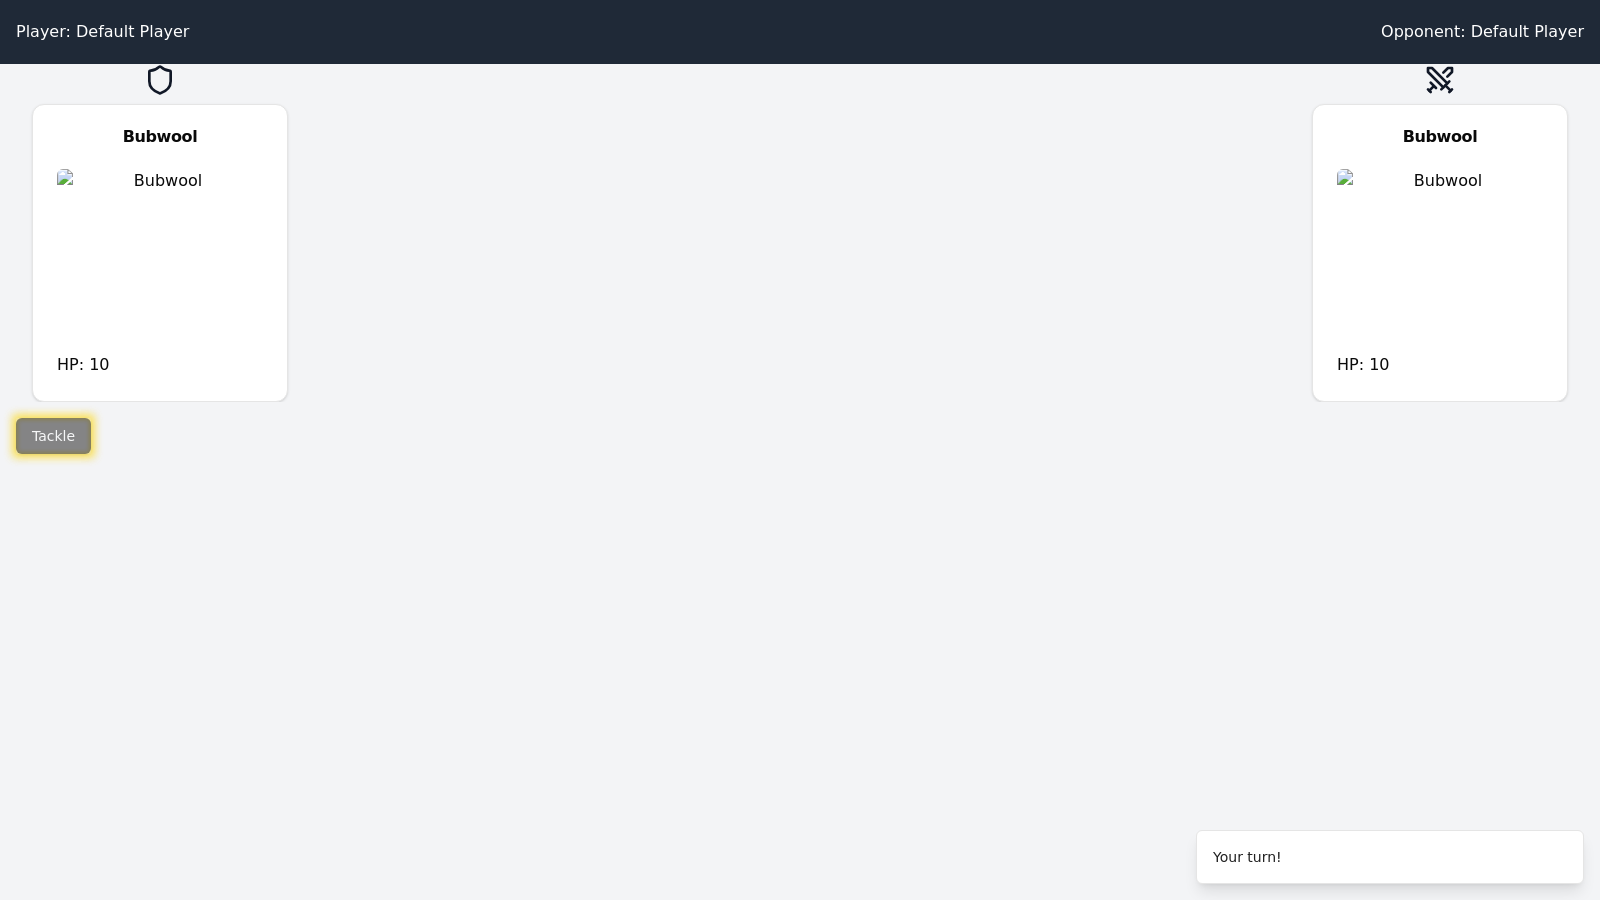 Player: Default Player
Opponent: Default Player
Bubwool
Bubwool
HP: 10
Bubwool
Bubwool
HP: 10
Tackle
Your turn!